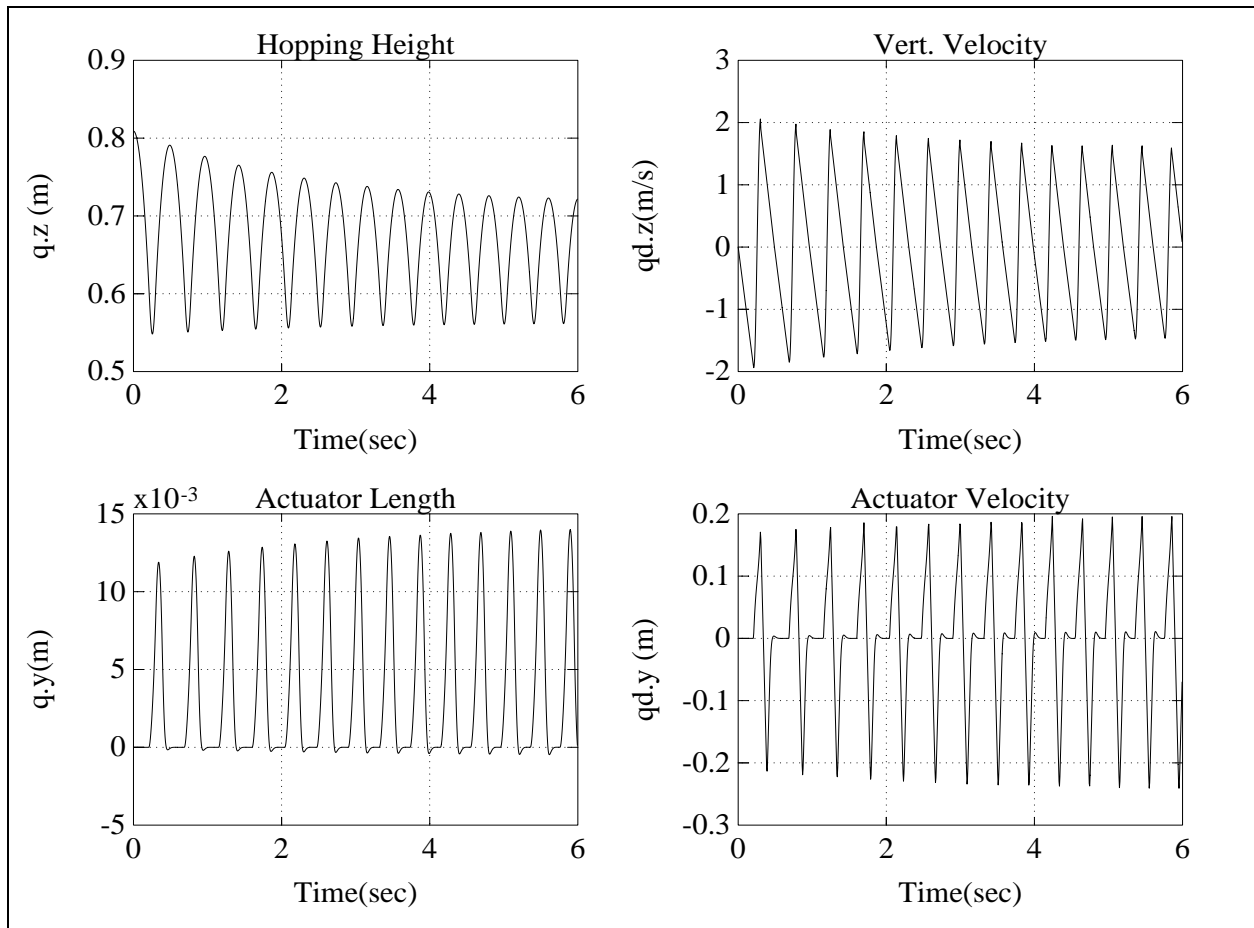 Hopping Height
0.9
0.8
0.7
0.6
0.5
q.z (m)
0 2 4 6
Time(sec)
Vert. Velocity
3
2
1
0
-1
-2
qd.z(m/s)
0 2 4 6
Time(sec)
x10-3 Actuator Length
15
10
5
0
-5
q.y(m)
0 2 4 6
Time(sec)
Actuator Velocity
0.2
0.1
0
-0.1
-0.2
-0.3
qd.y (m)
0 2 4 6
Time(sec)